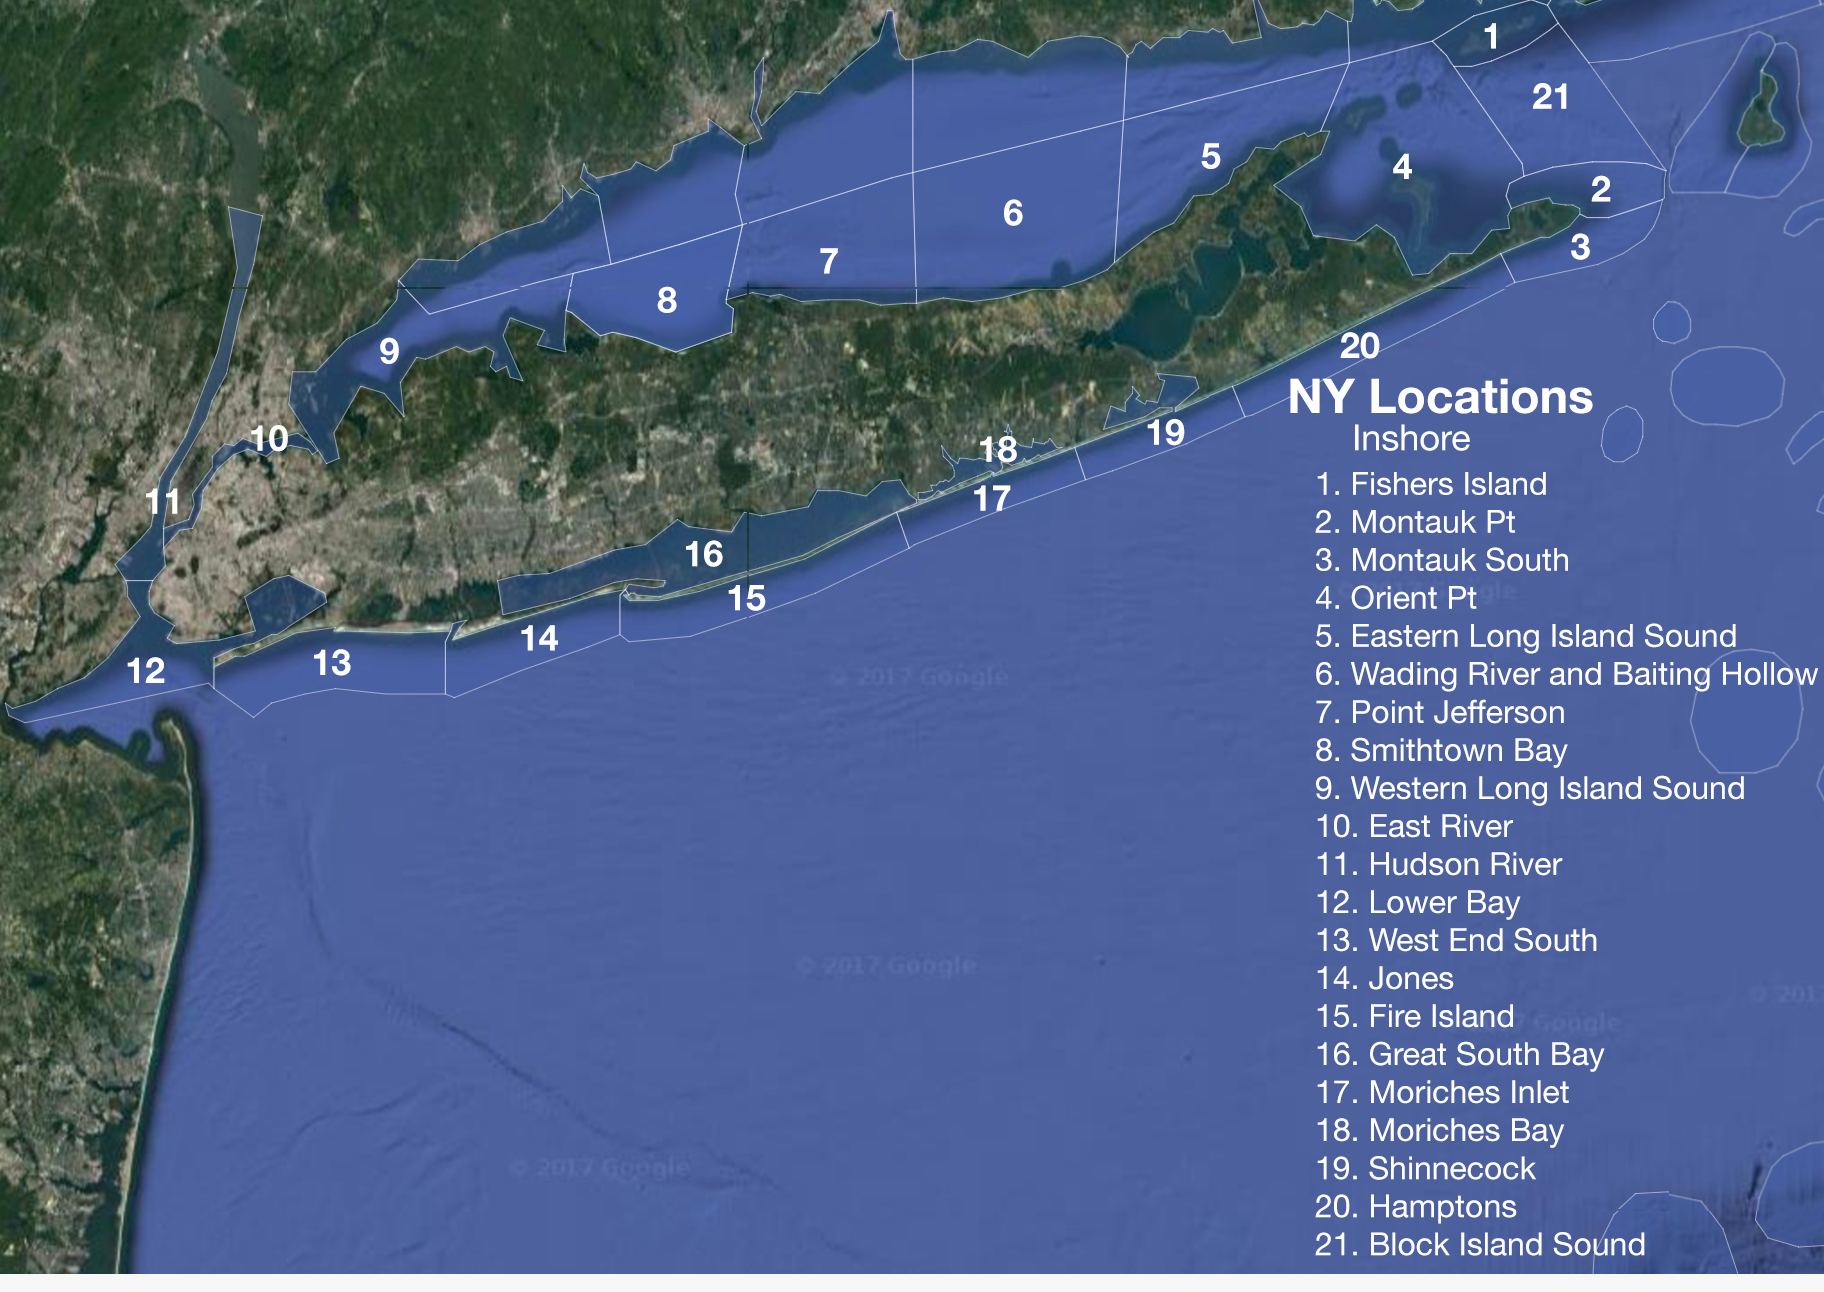 1
21
5
4
2
6
3
7
8
20
9
NY Locations
10
19
Inshore
18
11
17
1. Fishers Island
2. Montauk Pt
16
3. Montauk South
15
4. Orient Pt
14
5. Eastern Long Island Sound
13
12
6. Wading River and Baiting Hollow
© 2017 Google
7. Point Jefferson
8. Smithtown Bay
9. Western Long Island Sound
10. East River
11. Hudson River
12. Lower Bay
13. West End South
© 2017 Google
14. Jones
© 201
15. Fire Island
7 Google
16. Great South Bay
17. Moriches Inlet
18. Moriches Bay
© 2017 Google
19. Shinnecock
20. Hamptons
21. Block Island Sound